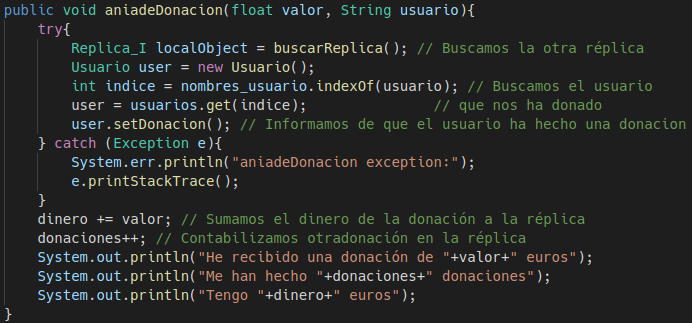 public void aniadeDonacion(float valor, String usuario){
    try{
        Replica_I localObject = buscarReplica(); // Buscamos la otra réplica
        Usuario user = new Usuario();
        int indice = nombres_usuario.indexOf(usuario); // Buscamos el usuario
        user = usuarios.get(indice);                // que nos ha donado
        user.setDonacion(); // Informamos de que el usuario ha hecho una donacion
    } catch (Exception e){
        System.err.println("aniadeDonacion exception:");
        e.printStackTrace();
    }
    dinero += valor; // Sumamos el dinero de la donación a la réplica
    donaciones++; // Contabilizamos otradonación en la réplica
    System.out.println("He recibido una donación de "+valor+" euros");
    System.out.println("Me han hecho "+donaciones+" donaciones");
    System.out.println("Tengo "+dinero+" euros");
}